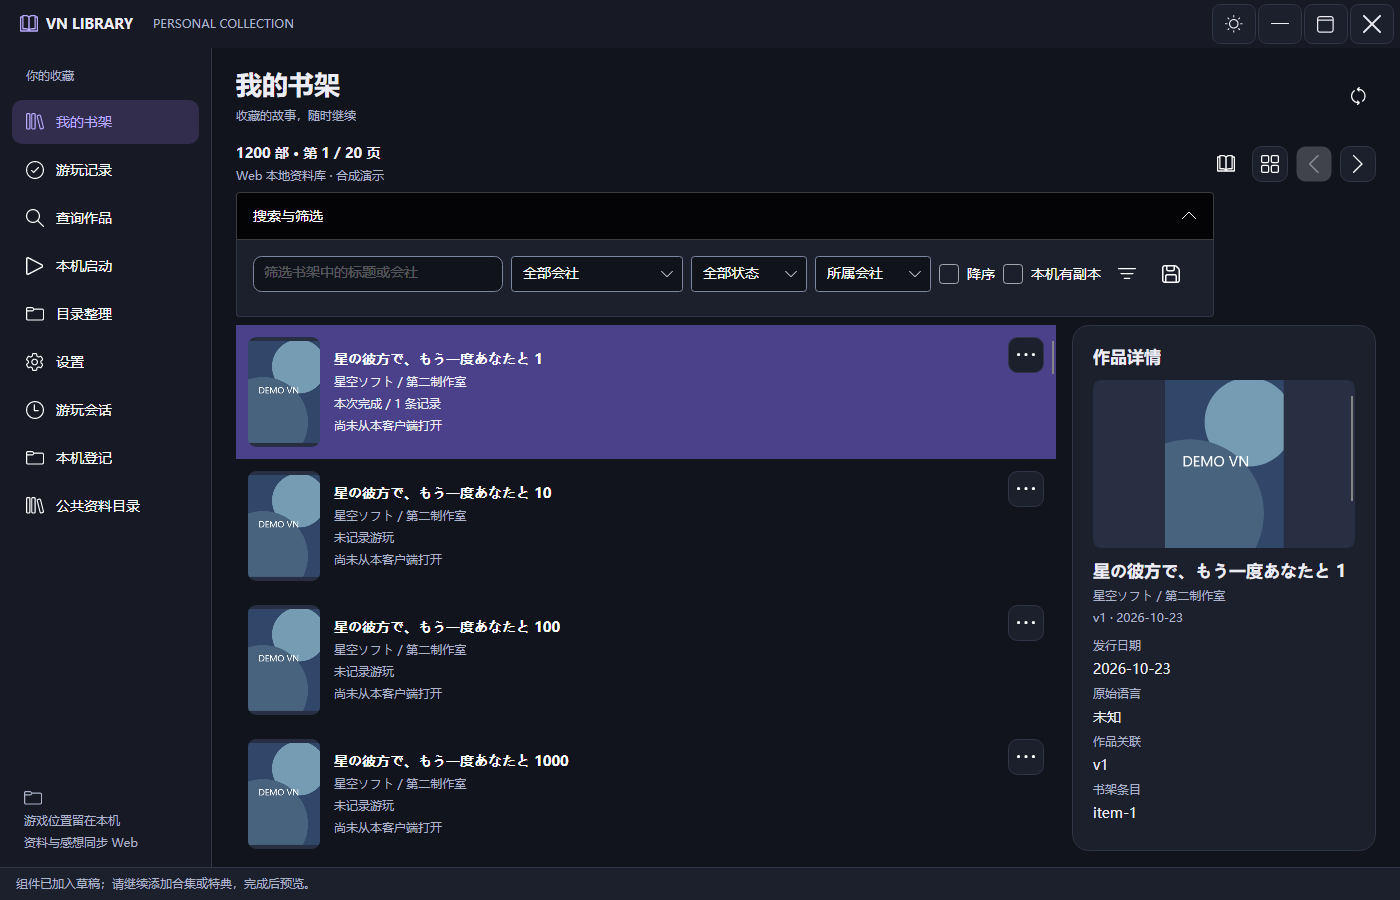 VN LIBRARY
PERSONAL COLLECTION
你的收藏
我的书架
游玩记录
查询作品
本机启动
目录整理
设置
游玩会话
本机登记
公共资料目录
游戏位置留在本机
资料与感想同步 Web
我的书架
收藏的故事，随时继续
1200 部 • 第 1 / 20 页
Web 本地资料库 · 合成演示
搜索与筛选
筛选书架中的标题或会社
全部会社
全部状态
所属会社
降序
本机有副本
DEMO VN
星の彼方で、もう一度あなたと 1
星空ソフト / 第二制作室
本次完成 / 1 条记录
尚未从本客户端打开
DEMO VN
星の彼方で、もう一度あなたと 10
星空ソフト / 第二制作室
未记录游玩
尚未从本客户端打开
DEMO VN
星の彼方で、もう一度あなたと 100
星空ソフト / 第二制作室
未记录游玩
尚未从本客户端打开
DEMO VN
星の彼方で、もう一度あなたと 1000
星空ソフト / 第二制作室
未记录游玩
尚未从本客户端打开
作品详情
DEMO VN
星の彼方で、もう一度あなたと 1
星空ソフト / 第二制作室
v1 · 2026-10-23
发行日期
2026-10-23
原始语言
未知
作品关联
v1
书架条目
item-1
组件已加入草稿；请继续添加合集或特典，完成后预览。